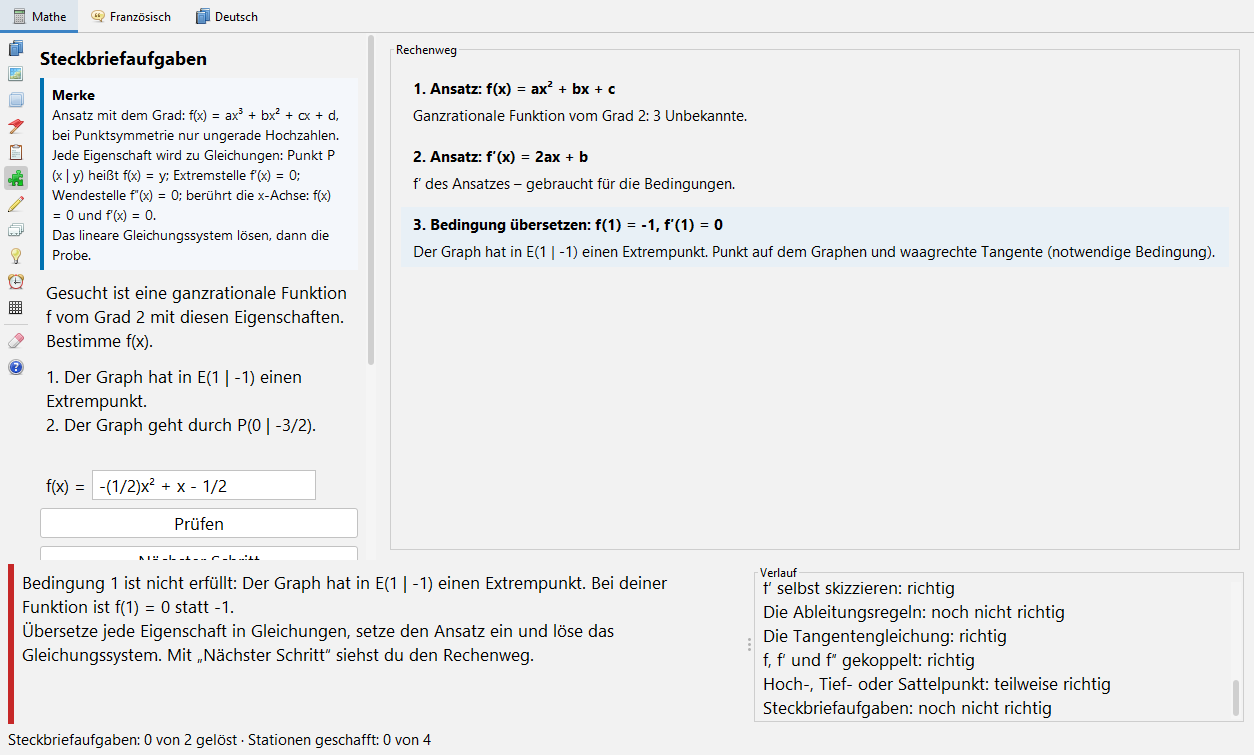 Mathe
Französisch
Deutsch
Steckbriefaufgaben
Merke
Ansatz mit dem Grad: f(x) = ax³ + bx² + cx + d,
bei Punktsymmetrie nur ungerade Hochzahlen.
Jede Eigenschaft wird zu Gleichungen: Punkt P
(x | y) heißt f(x) = y; Extremstelle f′(x) = 0;
Wendestelle f″(x) = 0; berührt die x-Achse: f(x)
= 0 und f′(x) = 0.
Das lineare Gleichungssystem lösen, dann die
Probe.
Gesucht ist eine ganzrationale Funktion
f vom Grad 2 mit diesen Eigenschaften.
Bestimme f(x).
1. Der Graph hat in E(1 | -1) einen
Extrempunkt.
2. Der Graph geht durch P(0 | -3/2).
f(x) = -(1/2)x² + x - 1/2
Prüfen
Nächster Schritt
Rechenweg
1. Ansatz: f(x) = ax² + bx + c
Ganzrationale Funktion vom Grad 2: 3 Unbekannte.
2. Ansatz: f′(x) = 2ax + b
f′ des Ansatzes – gebraucht für die Bedingungen.
3. Bedingung übersetzen: f(1) = -1, f′(1) = 0
Der Graph hat in E(1 | -1) einen Extrempunkt. Punkt auf dem Graphen und waagrechte Tangente (notwendige Bedingung).
Bedingung 1 ist nicht erfüllt: Der Graph hat in E(1 | -1) einen Extrempunkt. Bei deiner
Funktion ist f(1) = 0 statt -1.
Übersetze jede Eigenschaft in Gleichungen, setze den Ansatz ein und löse das
Gleichungssystem. Mit „Nächster Schritt“ siehst du den Rechenweg.
Verlauf
f′ selbst skizzieren: richtig
Die Ableitungsregeln: noch nicht richtig
Die Tangentengleichung: richtig
f, f′ und f″ gekoppelt: richtig
Hoch-, Tief- oder Sattelpunkt: teilweise richtig
Steckbriefaufgaben: noch nicht richtig
Steckbriefaufgaben: 0 von 2 gelöst · Stationen geschafft: 0 von 4